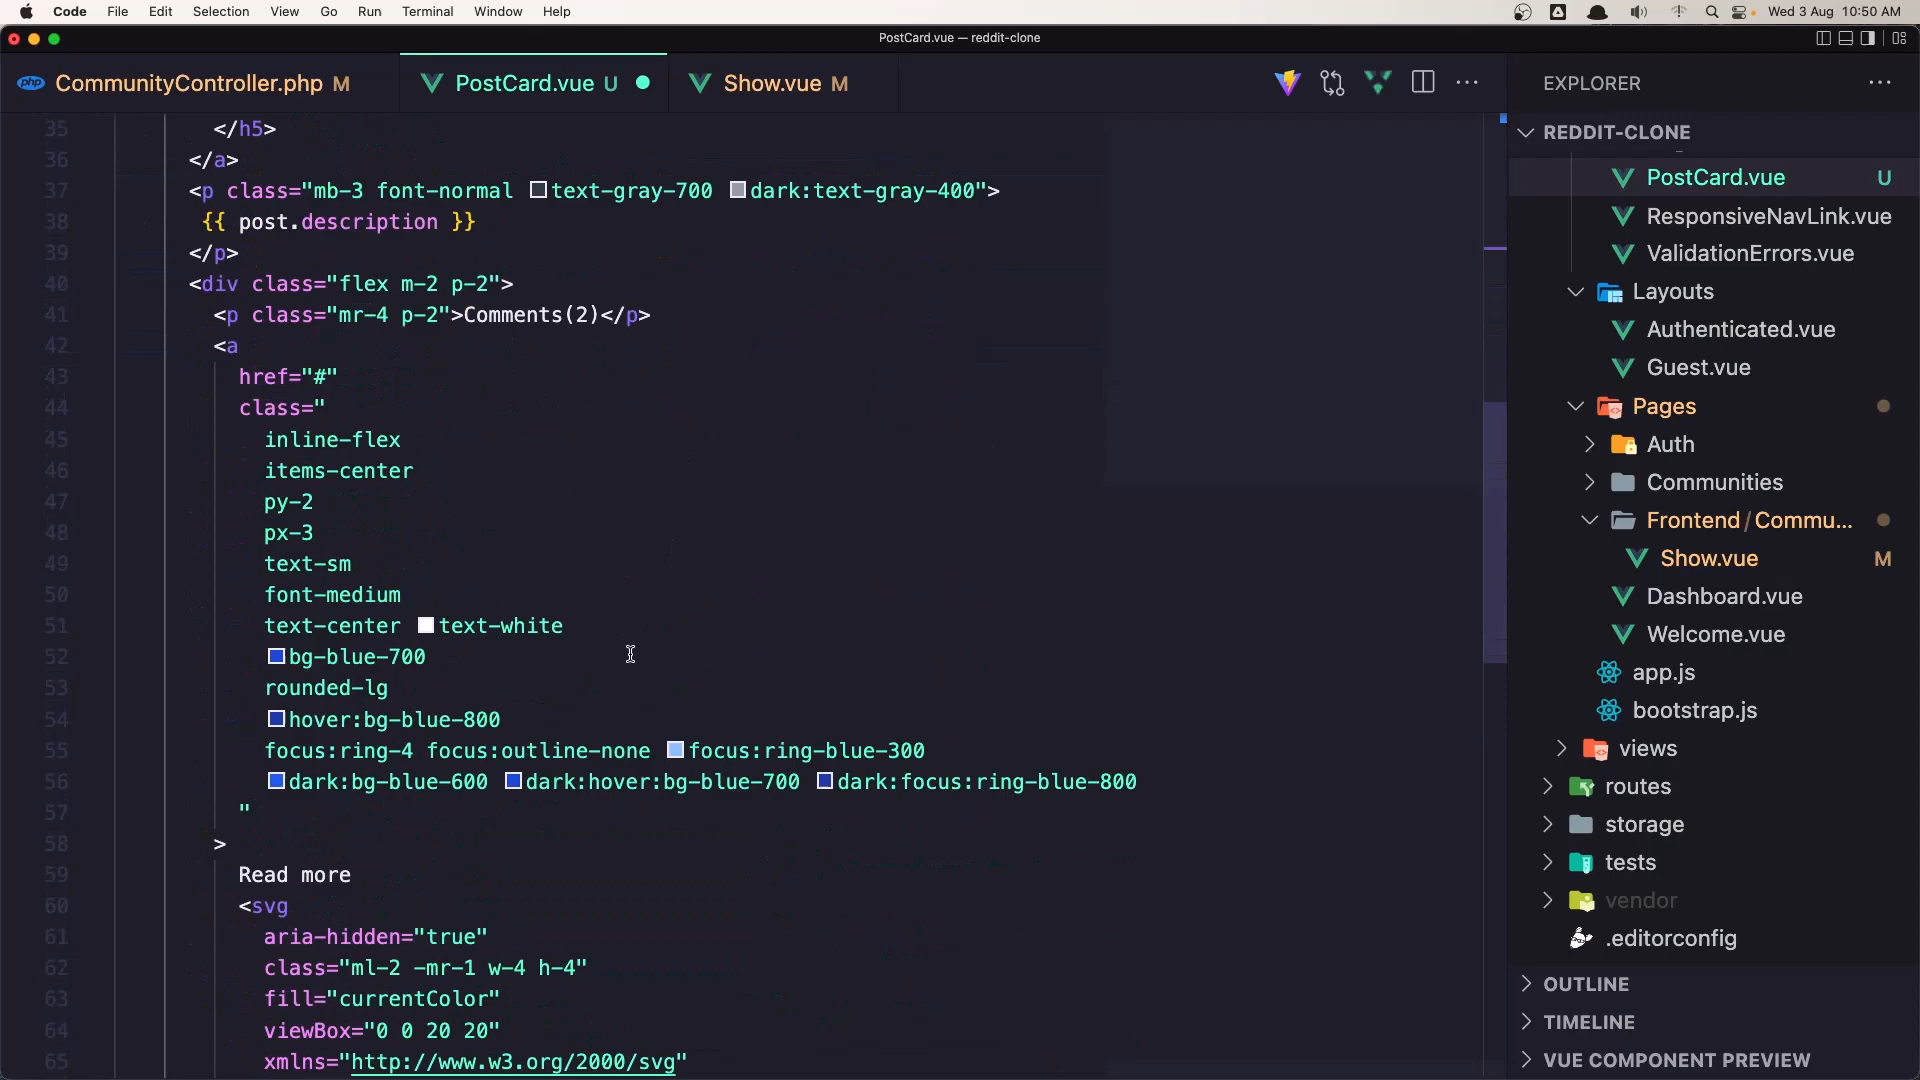 Code File Edit Selection View Go Run Terminal Window Help Wed 3 Aug 10:50 AM
PostCard.vue — reddit-clone
php CommunityController.php M PostCard.vue U Show.vue M
35 </h5>
36 </a>
37 <p class="mb-3 font-normal text-gray-700 dark:text-gray-400">
38 {{ post.description }}
39 </p>
40 <div class="flex m-2 p-2">
41 <p class="mr-4 p-2">Comments(2)</p>
42 <a
43 href="#"
44 class="
45 inline-flex
46 items-center
47 py-2
48 px-3
49 text-sm
50 font-medium
51 text-center text-white
52 bg-blue-700
53 rounded-lg
54 hover:bg-blue-800
55 focus:ring-4 focus:outline-none focus:ring-blue-300
56 dark:bg-blue-600 dark:hover:bg-blue-700 dark:focus:ring-blue-800
57 "
58 >
59 Read more
60 <svg
61 aria-hidden="true"
62 class="ml-2 -mr-1 w-4 h-4"
63 fill="currentColor"
64 viewBox="0 0 20 20"
65 xmlns="http://www.w3.org/2000/svg"
EXPLORER
REDDIT-CLONE
PostCard.vue U
ResponsiveNavLink.vue
ValidationErrors.vue
Layouts
Authenticated.vue
Guest.vue
Pages
Auth
Communities
Frontend/Commu...
Show.vue M
Dashboard.vue
Welcome.vue
app.js
bootstrap.js
views
routes
storage
tests
vendor
.editorconfig
OUTLINE
TIMELINE
VUE COMPONENT PREVIEW